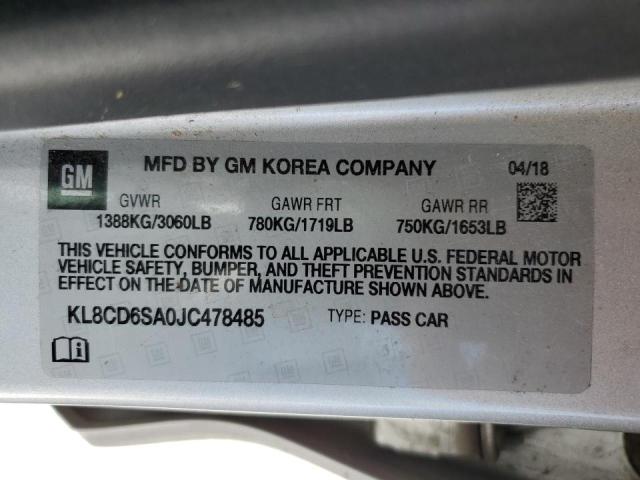 GM
MFD BY GM KOREA COMPANY 04/18
GVWR GAWR FRT GAWR RR
1388KG/3060LB 780KG/1719LB 750KG/1653LB
THIS VEHICLE CONFORMS TO ALL APPLICABLE U.S. FEDERAL MOTOR
VEHICLE SAFETY, BUMPER, AND THEFT PREVENTION STANDARDS IN
EFFECT ON THE DATE OF MANUFACTURE SHOWN ABOVE.
KL8CD6SA0JC478485 TYPE: PASS CAR